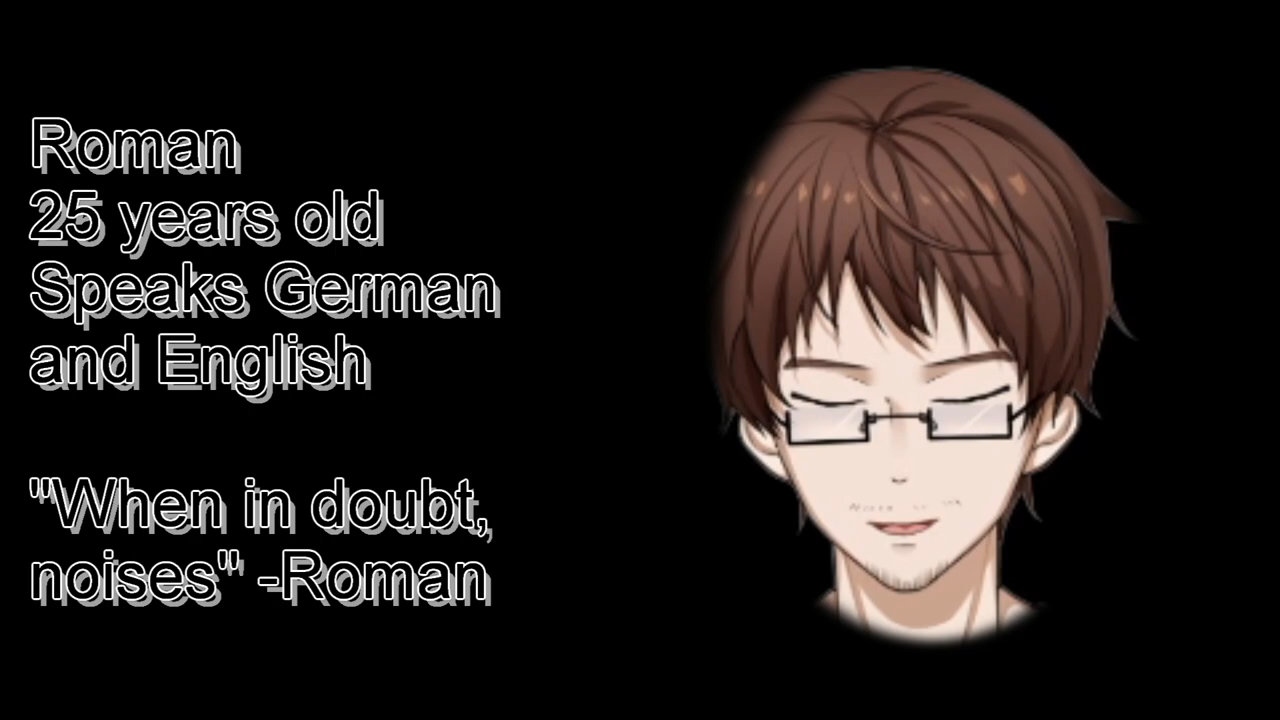 Roman
25 years old
Speaks German
and English
"When in doubt,
noises" -Roman